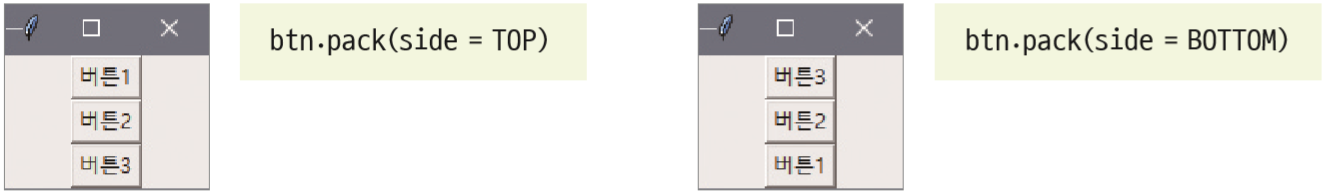 버튼1
버튼2
버튼3
btn.pack(side = TOP)
버튼3
버튼2
버튼1
btn.pack(side = BOTTOM)